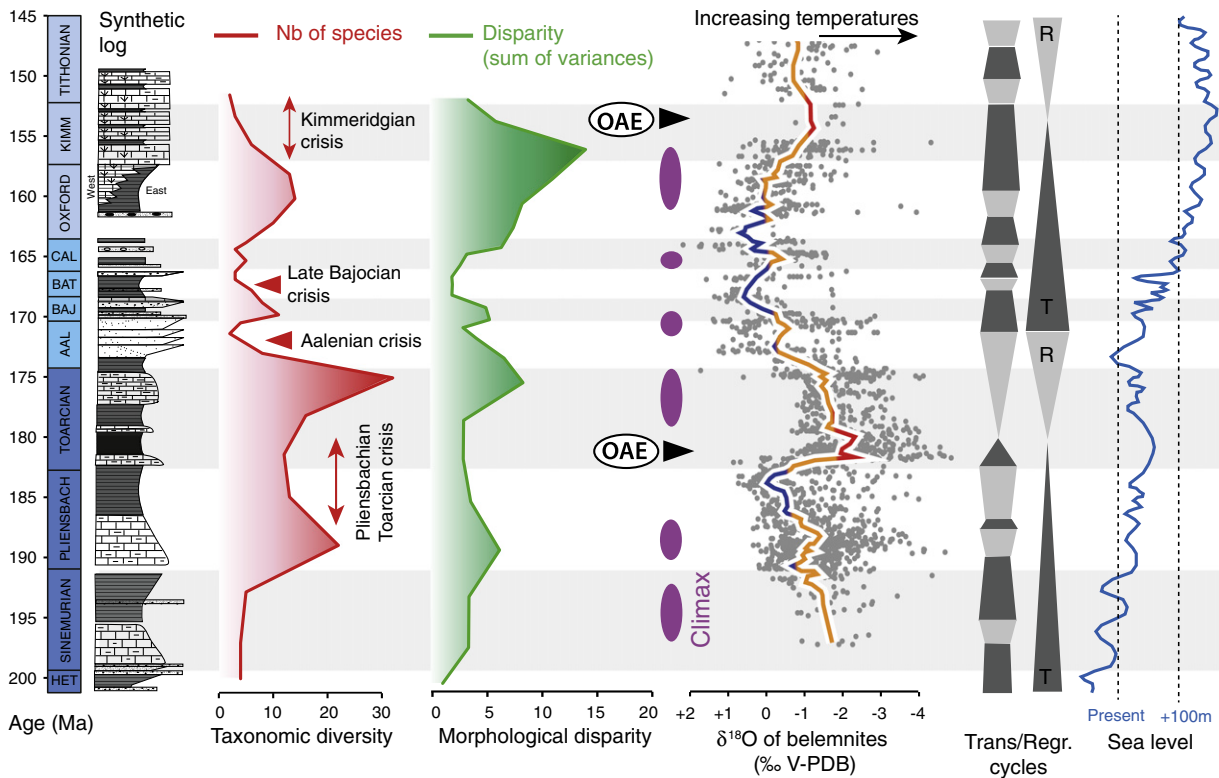 145
150
155
160
165
170
175
180
185
190
195
200
Age (Ma)
TITHONIAN
KIMM
OXFORD
CAL
BAT
BAJ
AAL
TOARCIAN
PLIENSBACH
SINEMURIAN
HET
Synthetic
log
West
East
Nb of species
Kimmeridgian
crisis
Late Bajocian
crisis
Aalenian crisis
Pliensbachian
Toarcian crisis
0 10 20 30
Taxonomic diversity
Disparity
(sum of variances)
0 5 10 15 20
Morphological disparity
OAE
OAE
Climax
Increasing temperatures
+2 +1 0 -1 -2 -3 -4
δ¹⁸O of belemnites
(‰ V-PDB)
R
T
R
T
Trans/Regr.
cycles
Present
+100m
Sea level